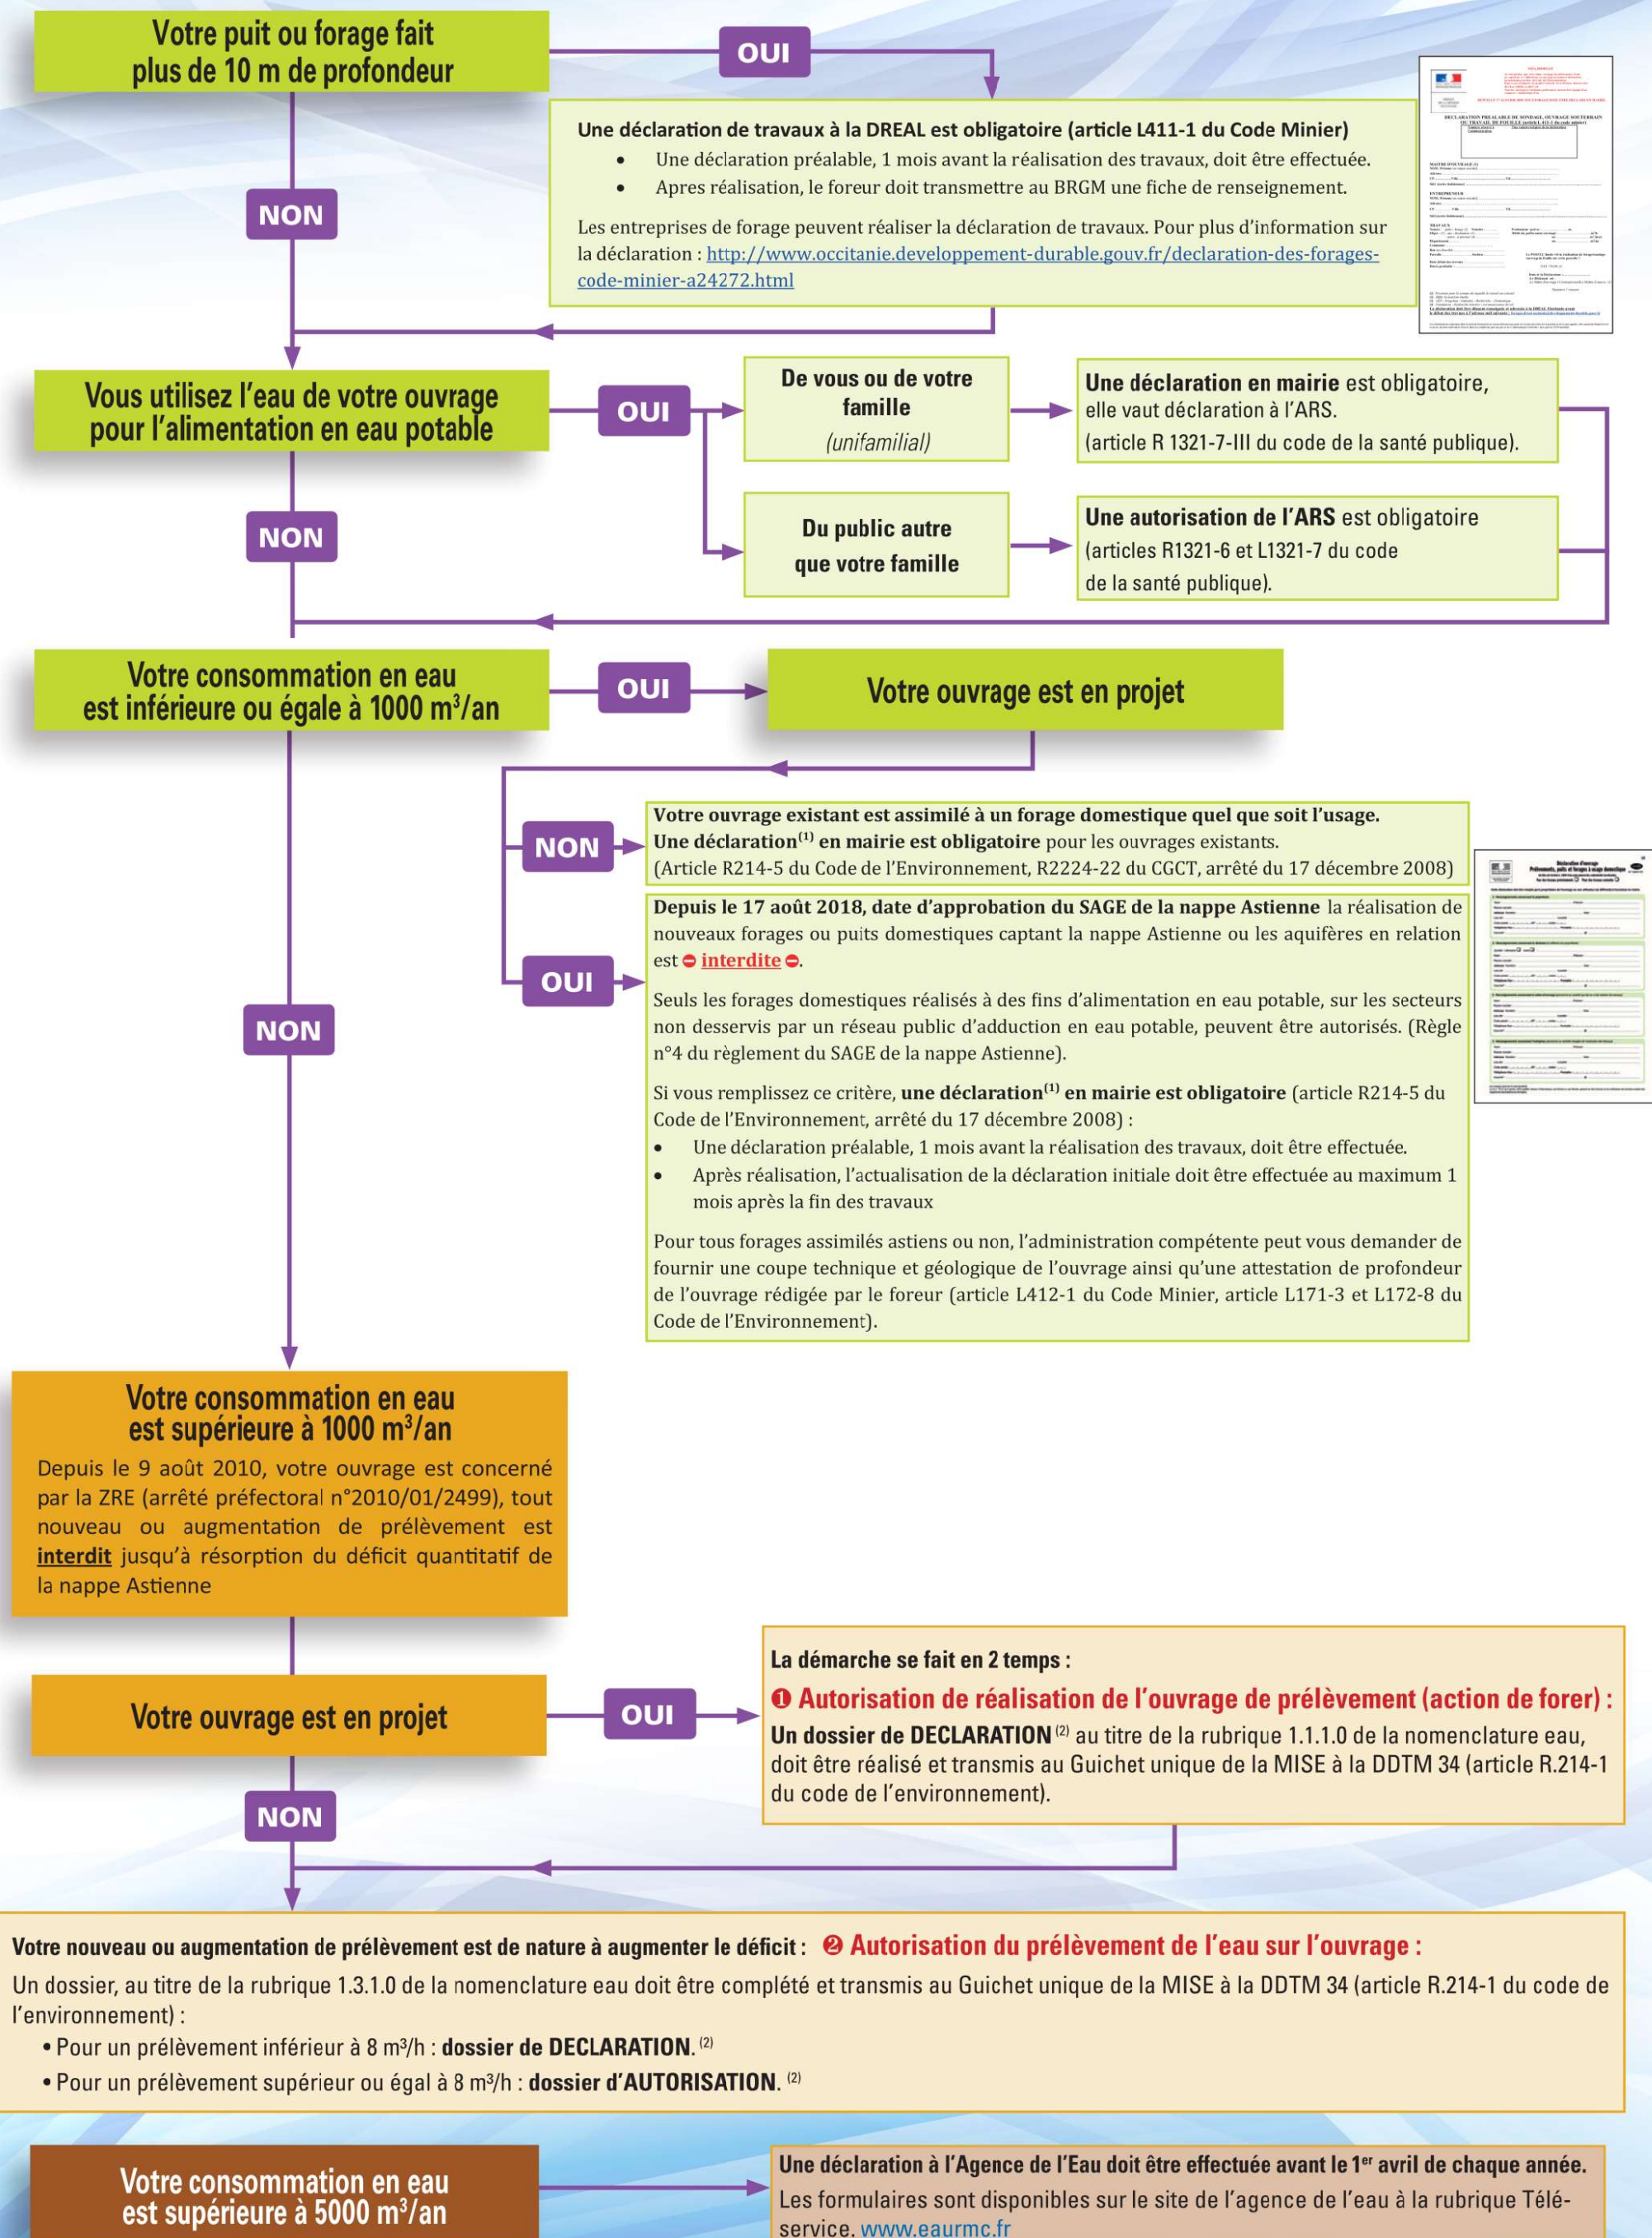 Votre puit ou forage fait
plus de 10 m de profondeur
OUI
NON
Une déclaration de travaux à la DREAL est obligatoire (article L411-1 du Code Minier)
• Une déclaration préalable, 1 mois avant la réalisation des travaux, doit être effectuée.
• Apres réalisation, le foreur doit transmettre au BRGM une fiche de renseignement.
Les entreprises de forage peuvent réaliser la déclaration de travaux. Pour plus d'information sur
la déclaration : http://www.occitanie.developpement-durable.gouv.fr/declaration-des-forages-
code-minier-a24272.html
DECLARATION PREALABLE DE SONDAGE, OUVRAGE SOUTERRAIN
OU TRAVAIL DE FOUILLE (article L 411-1 du code minier)
Vous utilisez l'eau de votre ouvrage
pour l'alimentation en eau potable
OUI
NON
De vous ou de votre
famille
(unifamilial)
Une déclaration en mairie est obligatoire,
elle vaut déclaration à l'ARS.
(article R 1321-7-III du code de la santé publique).
Du public autre
que votre famille
Une autorisation de l'ARS est obligatoire
(articles R1321-6 et L1321-7 du code
de la santé publique).
Votre consommation en eau
est inférieure ou égale à 1000 m³/an
OUI
Votre ouvrage est en projet
NON
Votre ouvrage existant est assimilé à un forage domestique quel que soit l'usage.
Une déclaration(1) en mairie est obligatoire pour les ouvrages existants.
(Article R214-5 du Code de l'Environnement, R2224-22 du CGCT, arrêté du 17 décembre 2008)
OUI
Depuis le 17 août 2018, date d'approbation du SAGE de la nappe Astienne la réalisation de
nouveaux forages ou puits domestiques captant la nappe Astienne ou les aquifères en relation
est ⛔ interdite ⛔.
Seuls les forages domestiques réalisés à des fins d'alimentation en eau potable, sur les secteurs
non desservis par un réseau public d'adduction en eau potable, peuvent être autorisés. (Règle
n°4 du règlement du SAGE de la nappe Astienne).
Si vous remplissez ce critère, une déclaration(1) en mairie est obligatoire (article R214-5 du
Code de l'Environnement, arrêté du 17 décembre 2008) :
• Une déclaration préalable, 1 mois avant la réalisation des travaux, doit être effectuée.
• Après réalisation, l'actualisation de la déclaration initiale doit être effectuée au maximum 1
mois après la fin des travaux
Pour tous forages assimilés astiens ou non, l'administration compétente peut vous demander de
fournir une coupe technique et géologique de l'ouvrage ainsi qu'une attestation de profondeur
de l'ouvrage rédigée par le foreur (article L412-1 du Code Minier, article L171-3 et L172-8 du
Code de l'Environnement).
Déclaration d'ouvrage
Prélèvements, puits et forages à usage domestique
NON
Votre consommation en eau
est supérieure à 1000 m³/an
Depuis le 9 août 2010, votre ouvrage est concerné
par la ZRE (arrêté préfectoral n°2010/01/2499), tout
nouveau ou augmentation de prélèvement est
interdit jusqu'à résorption du déficit quantitatif de
la nappe Astienne
Votre ouvrage est en projet
OUI
NON
La démarche se fait en 2 temps :
❶ Autorisation de réalisation de l'ouvrage de prélèvement (action de forer) :
Un dossier de DECLARATION (2) au titre de la rubrique 1.1.1.0 de la nomenclature eau,
doit être réalisé et transmis au Guichet unique de la MISE à la DDTM 34 (article R.214-1
du code de l'environnement).
Votre nouveau ou augmentation de prélèvement est de nature à augmenter le déficit : ❷ Autorisation du prélèvement de l'eau sur l'ouvrage :
Un dossier, au titre de la rubrique 1.3.1.0 de la nomenclature eau doit être complété et transmis au Guichet unique de la MISE à la DDTM 34 (article R.214-1 du code de
l'environnement) :
• Pour un prélèvement inférieur à 8 m³/h : dossier de DECLARATION. (2)
• Pour un prélèvement supérieur ou égal à 8 m³/h : dossier d'AUTORISATION. (2)
Votre consommation en eau
est supérieure à 5000 m³/an
Une déclaration à l'Agence de l'Eau doit être effectuée avant le 1er avril de chaque année.
Les formulaires sont disponibles sur le site de l'agence de l'eau à la rubrique Télé-
service. www.eaurmc.fr